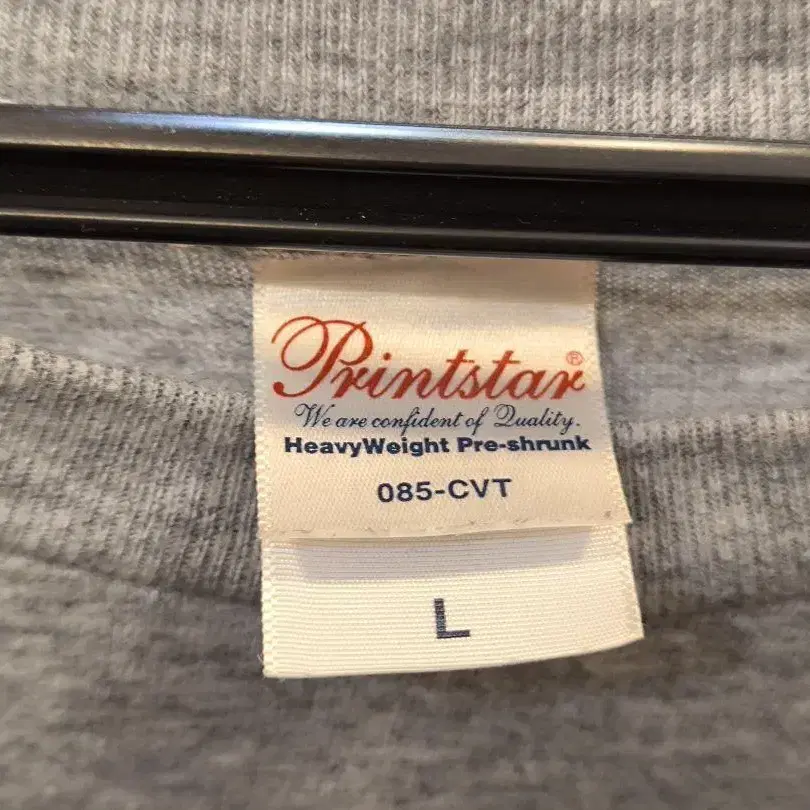 Printstar®
We are confident of Quality.
HeavyWeight Pre-shrunk
085-CVT
L